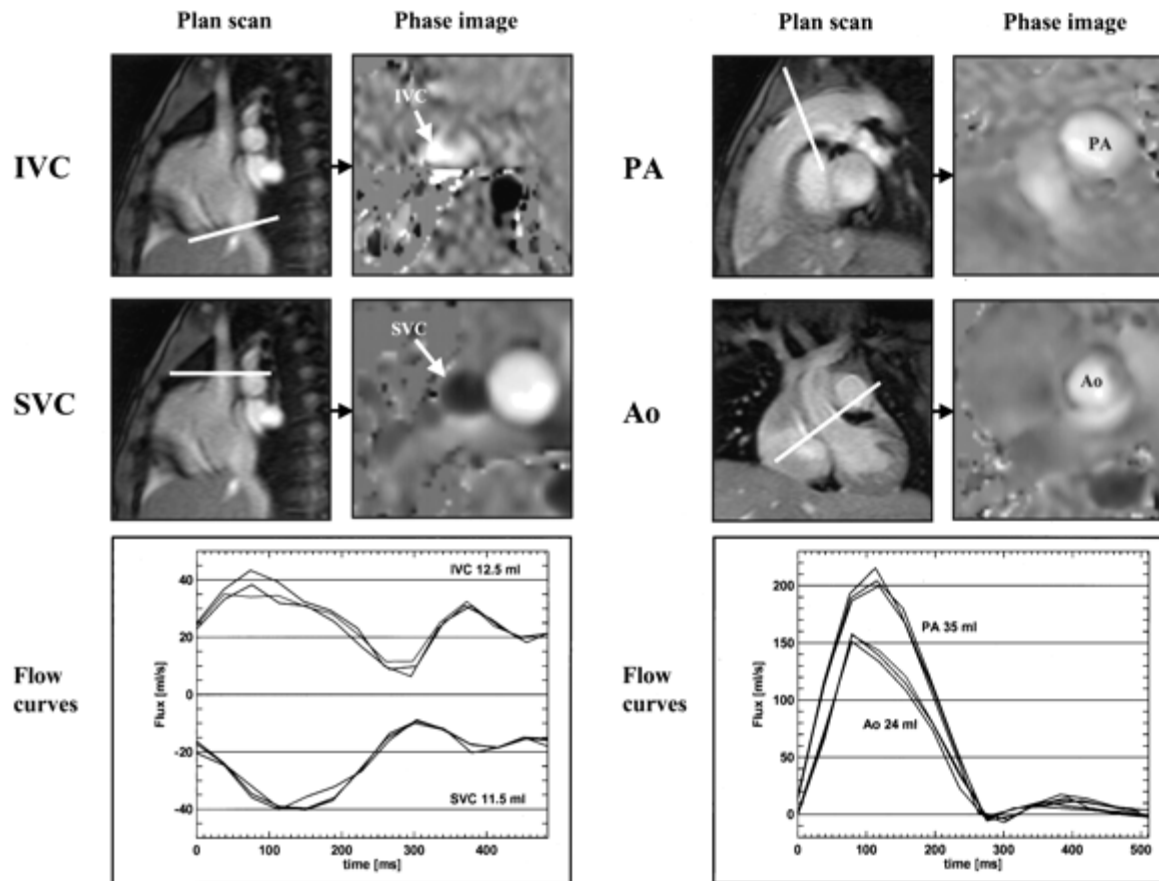 Plan scan
Phase image
Plan scan
Phase image
IVC
IVC
PA
PA
SVC
SVC
Ao
Ao
Flow
curves
Flux [ml/s]
40
20
0
-20
-40
IVC 12.5 ml
SVC 11.5 ml
0
100
200
300
400
time [ms]
Flow
curves
Flux [ml/s]
200
150
100
50
0
PA 35 ml
Ao 24 ml
0
100
200
300
400
500
time [ms]